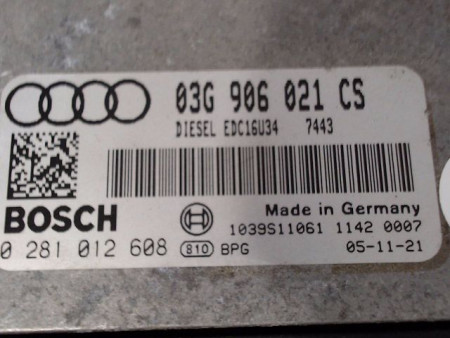 03G 906 021 CS
DIESEL EDC16U34 7443
BOSCH
Made in Germany
1039S11061 1142 0007
0 281 012 608 810 BPG 05-11-21